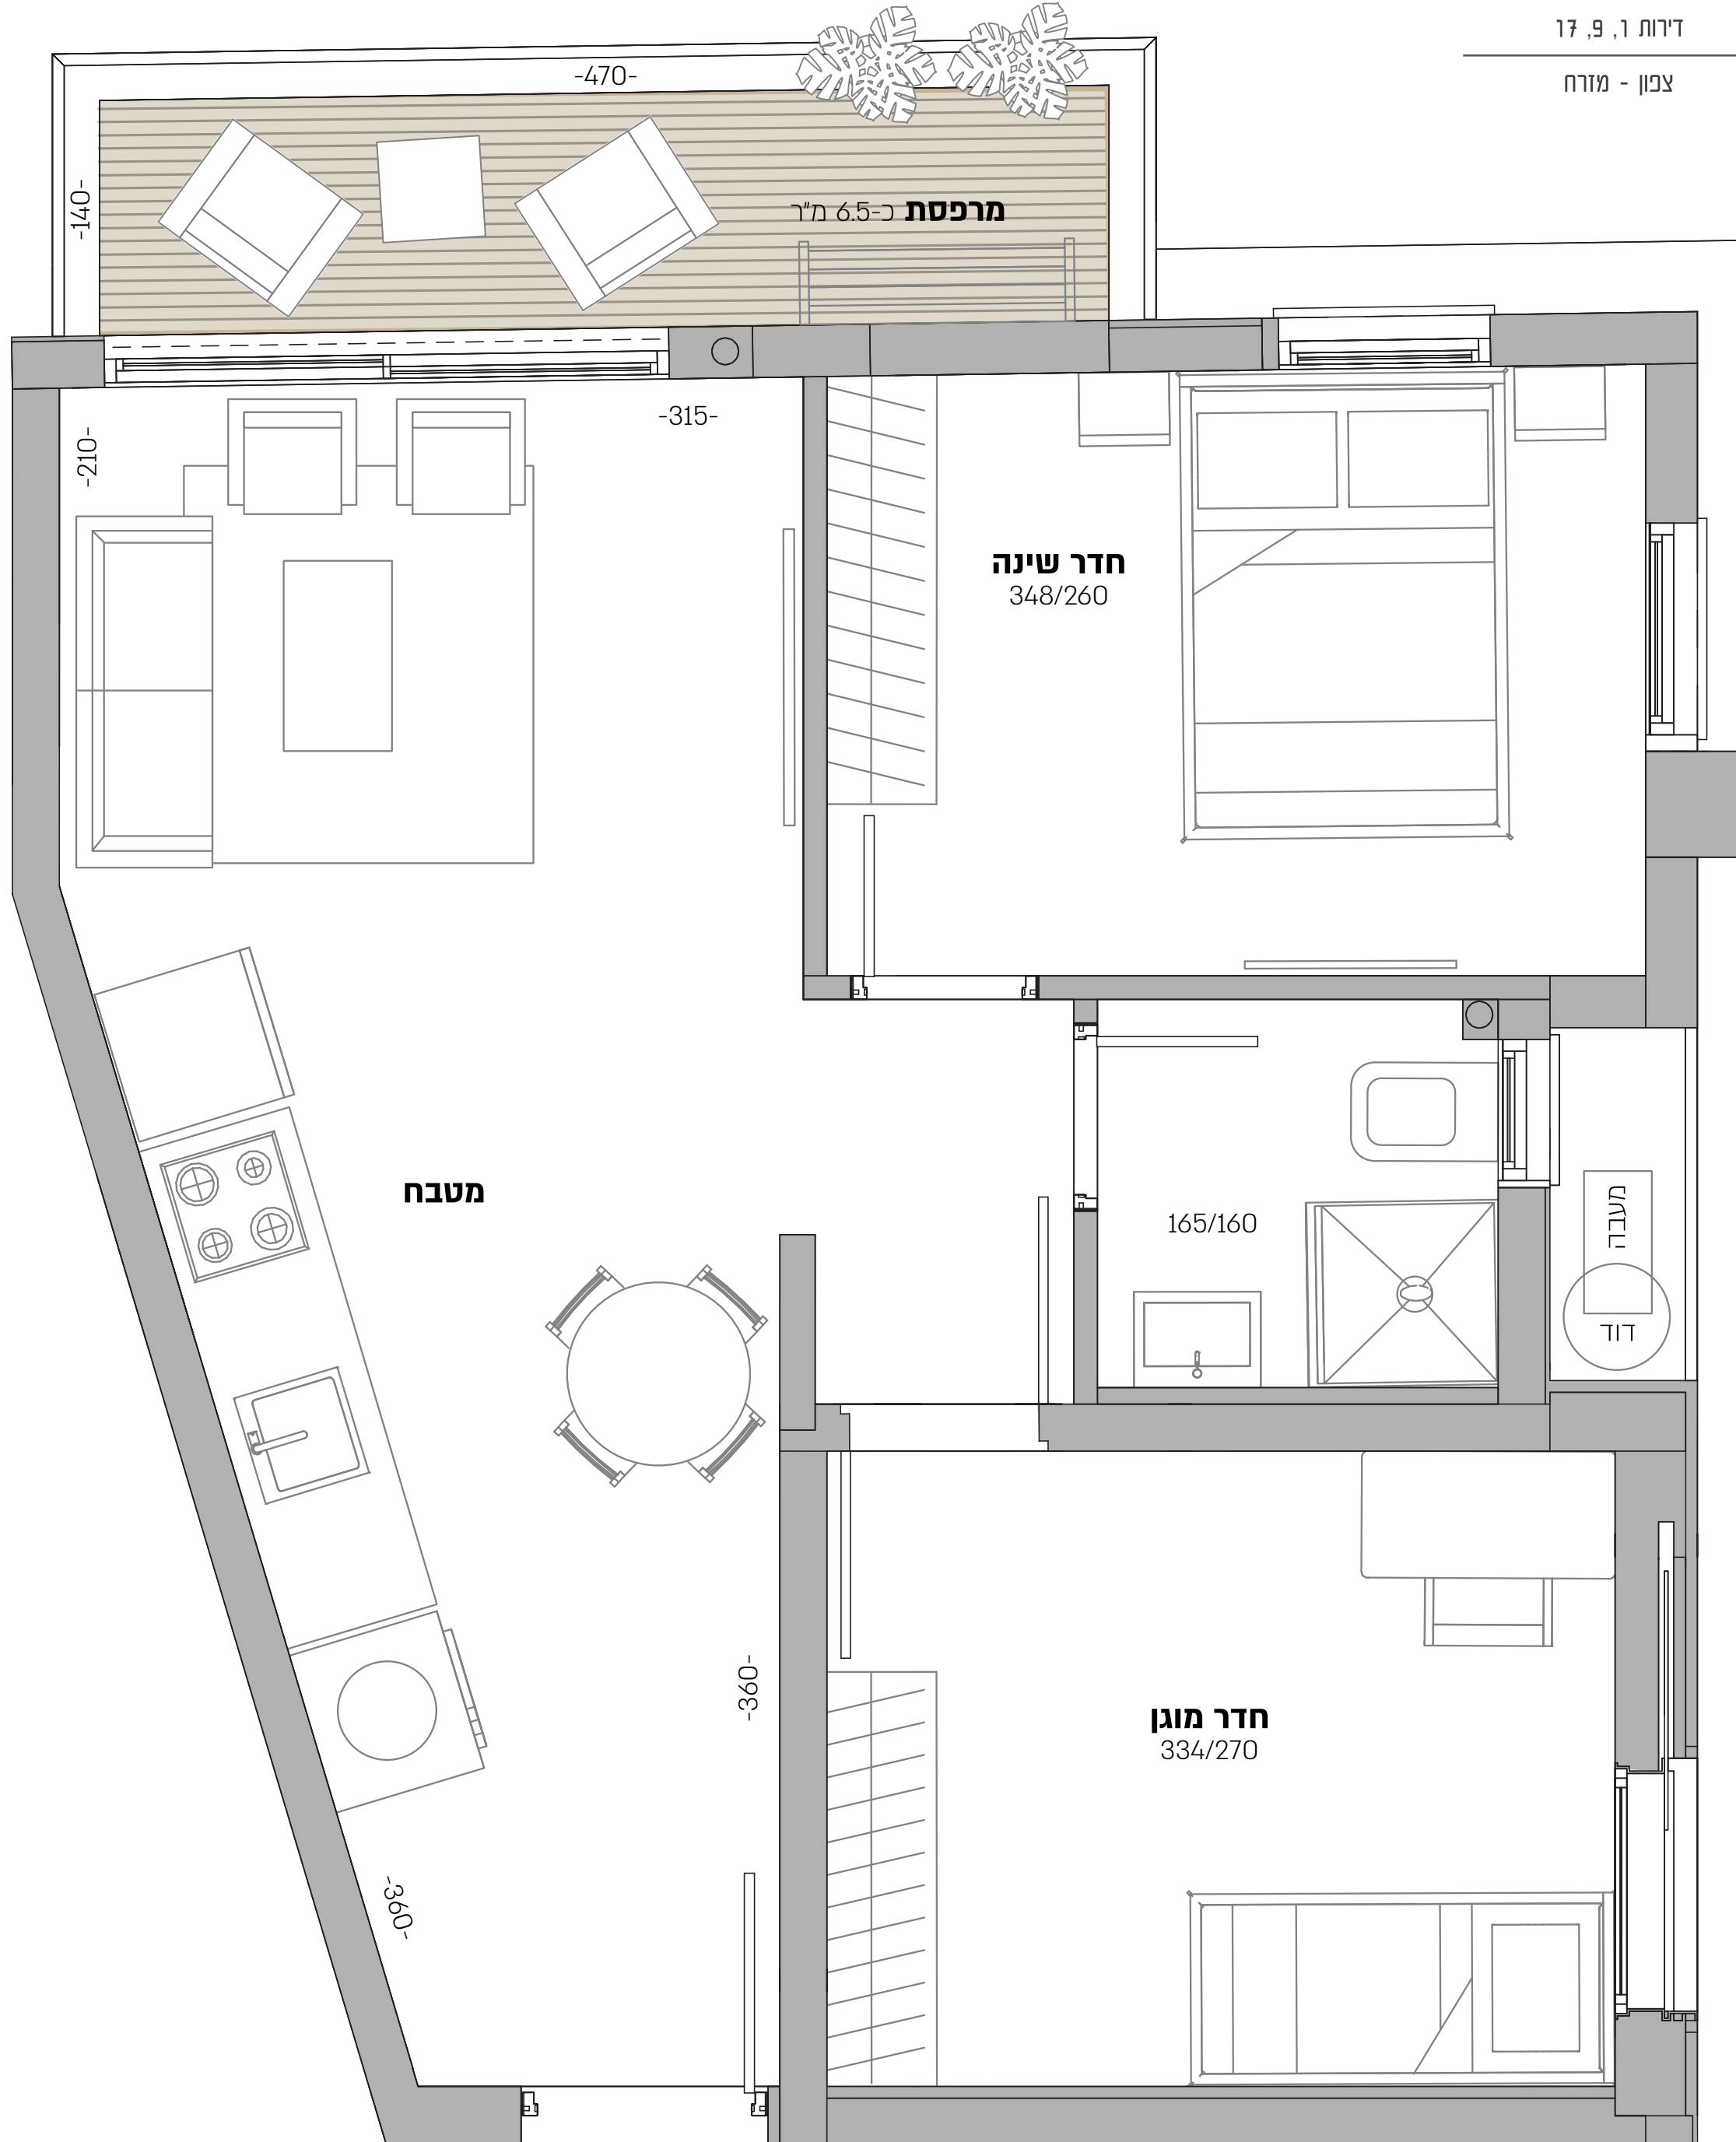 דירות 1, 9, 17
צפון - מזרח
-470-
-140-
מרפסת כ-6.5 מ"ר
-315-
-210-
חדר שינה
348/260
מטבח
165/160
מעבה
דוד
-360-
חדר מוגן
334/270
-360-